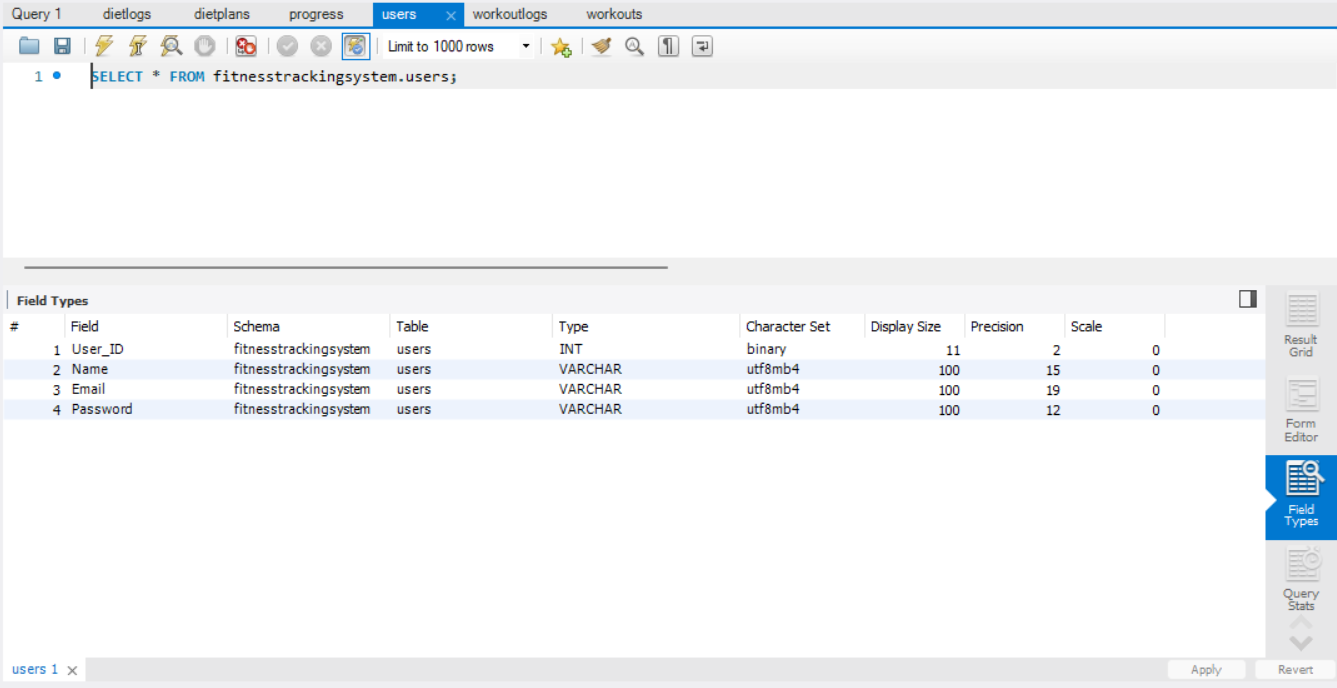 Query 1 dietlogs dietplans progress users workoutlogs workouts
Limit to 1000 rows
1 SELECT * FROM fitnesstrackingsystem.users;
Field Types
# Field Schema Table Type Character Set Display Size Precision Scale
1 User_ID fitnesstrackingsystem users INT binary 11 2 0
2 Name fitnesstrackingsystem users VARCHAR utf8mb4 100 15 0
3 Email fitnesstrackingsystem users VARCHAR utf8mb4 100 19 0
4 Password fitnesstrackingsystem users VARCHAR utf8mb4 100 12 0
Result
Grid
Form
Editor
Field
Types
Query
Stats
users 1 Apply Revert